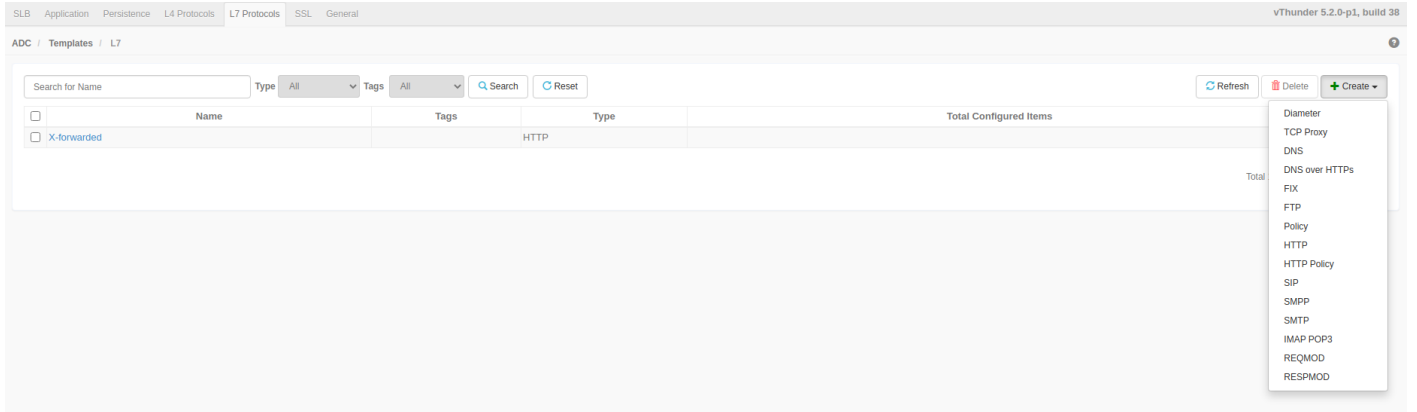 SLB Application Persistence L4 Protocols L7 Protocols SSL General vThunder 5.2.0-p1, build 38
ADC / Templates / L7
Search for Name Type All Tags All Search Reset Refresh Delete + Create
Name Tags Type Total Configured Items
X-forwarded HTTP
Total
Diameter
TCP Proxy
DNS
DNS over HTTPs
FIX
FTP
Policy
HTTP
HTTP Policy
SIP
SMPP
SMTP
IMAP POP3
REQMOD
RESPMOD